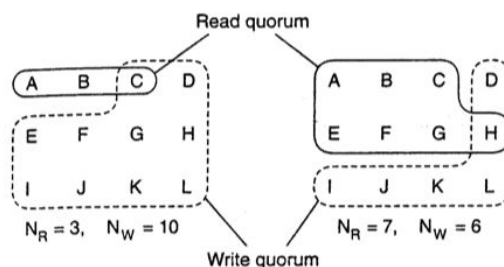 Read quorum
A B C D
E F G H
I J K L
N_R = 3, N_W = 10
A B C D
E F G H
I J K L
N_R = 7, N_W = 6
Write quorum